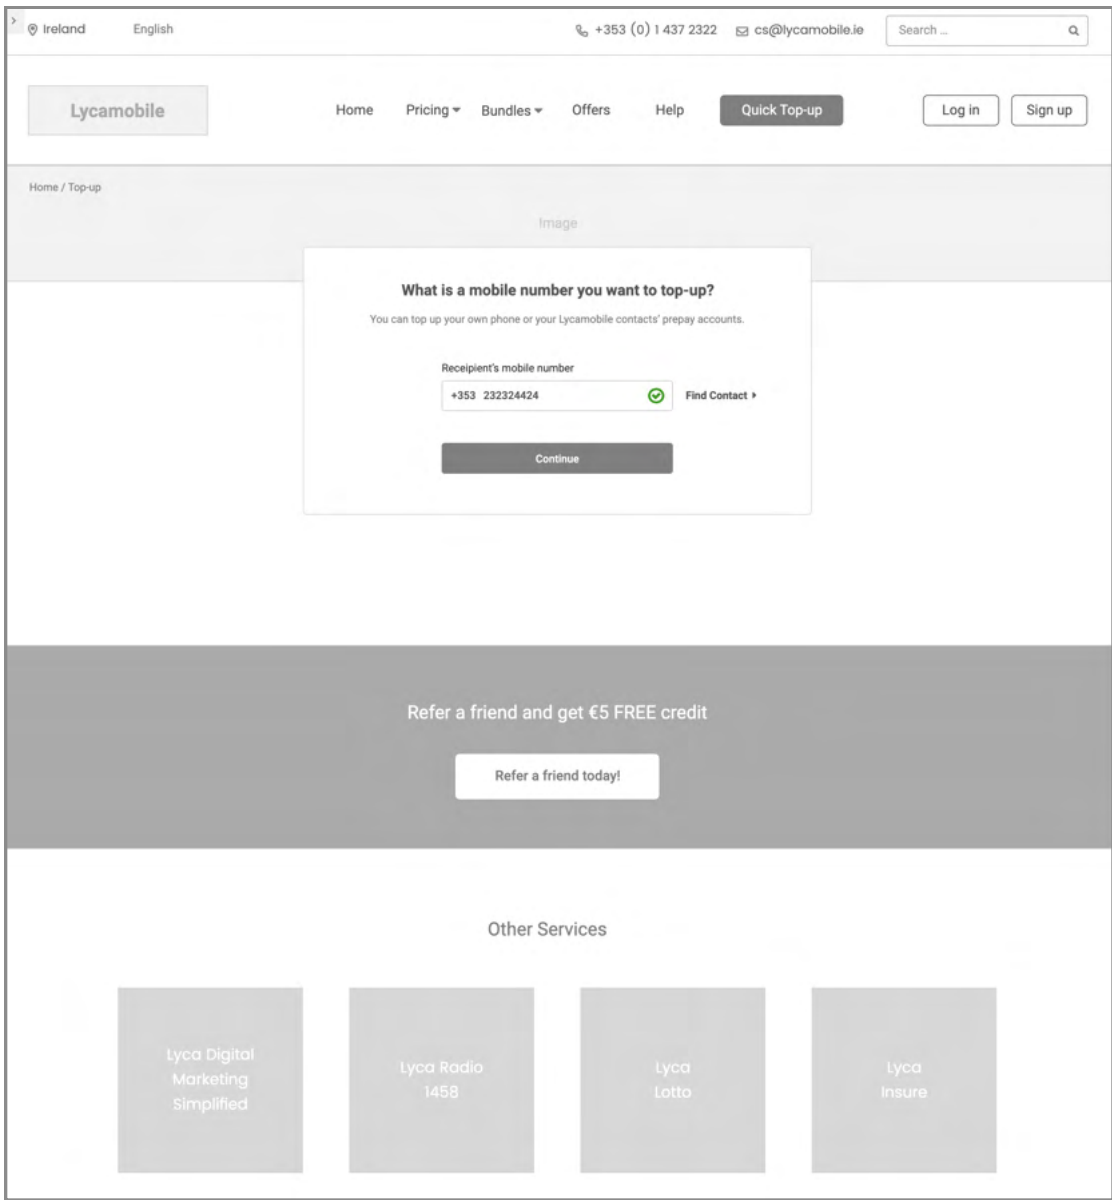 Ireland English +353 (0) 1 437 2322 cs@lycamobile.ie Search ...
Lycamobile Home Pricing Bundles Offers Help Quick Top-up Log in Sign up
Home / Top-up
Image
What is a mobile number you want to top-up?
You can top up your own phone or your Lycamobile contacts' prepay accounts.
Receipient's mobile number
+353 232324424 Find Contact
Continue
Refer a friend and get €5 FREE credit
Refer a friend today!
Other Services
Lyca Digital
Marketing
Simplified
Lyca Radio
1458
Lyca
Lotto
Lyca
Insure